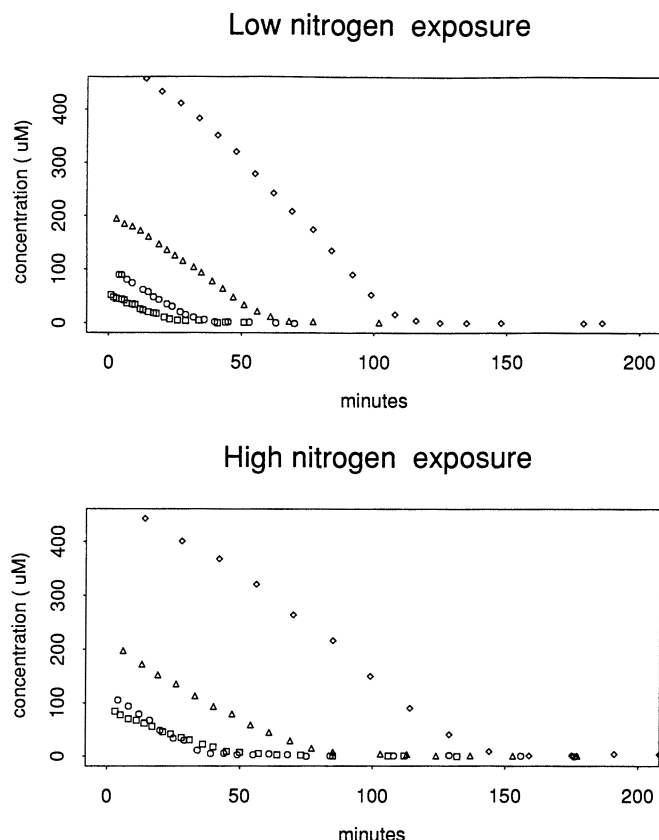 Low nitrogen exposure
concentration ( uM)
400
300
200
100
0
0 50 100 150 200
minutes
High nitrogen exposure
concentration ( uM)
400
300
200
100
0
0 50 100 150 200
minutes